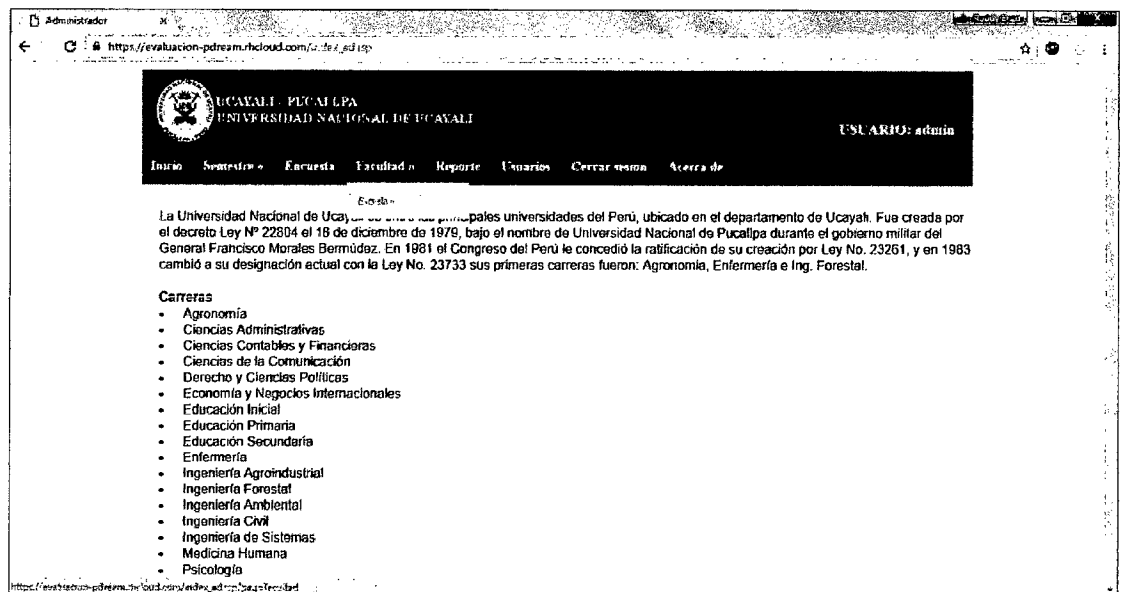 Administrador
https://evaluacion-pdream.rhcloud.com/index_ad.jsp
UCAYALI - PUCALLPA
UNIVERSIDAD NACIONAL DE UCAYALI
USUARIO: admin
Inicio Semestre » Encuesta Facultad » Reporte Usuarios Cerrar sesion Acerca de
Escuela »
La Universidad Nacional de principales universidades del Perú, ubicado en el departamento de Ucayali. Fue creada por
el decreto Ley Nº 22804 el 18 de diciembre de 1979, bajo el nombre de Universidad Nacional de Pucallpa durante el gobierno militar del
General Francisco Morales Bermúdez. En 1981 el Congreso del Perú le concedió la ratificación de su creación por Ley No. 23261, y en 1983
cambió a su designación actual con la Ley No. 23733 sus primeras carreras fueron: Agronomía, Enfermería e Ing. Forestal.
Carreras
• Agronomía
• Ciencias Administrativas
• Ciencias Contables y Financieras
• Ciencias de la Comunicación
• Derecho y Ciencias Políticas
• Economía y Negocios Internacionales
• Educación Inicial
• Educación Primaria
• Educación Secundaria
• Enfermería
• Ingeniería Agroindustrial
• Ingeniería Forestal
• Ingeniería Ambiental
• Ingeniería Civil
• Ingeniería de Sistemas
• Medicina Humana
• Psicología